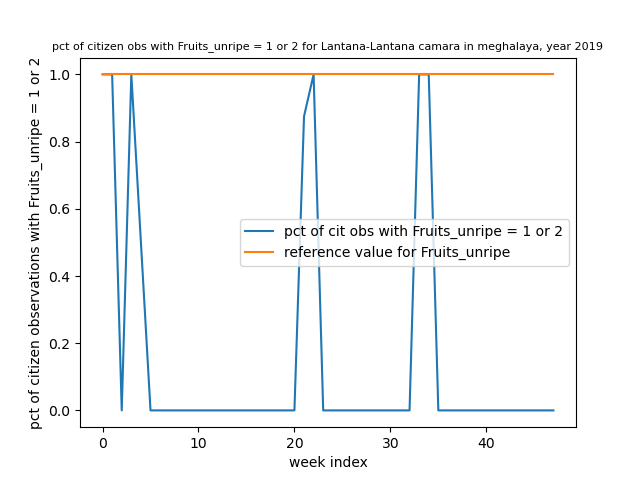 pct of citizen obs with Fruits_unripe = 1 or 2 for Lantana-Lantana camara in meghalaya, year 2019
pct of citizen observations with Fruits_unripe = 1 or 2
1.0
0.8
0.6
0.4
0.2
0.0
pct of cit obs with Fruits_unripe = 1 or 2
reference value for Fruits_unripe
0 10 20 30 40
week index